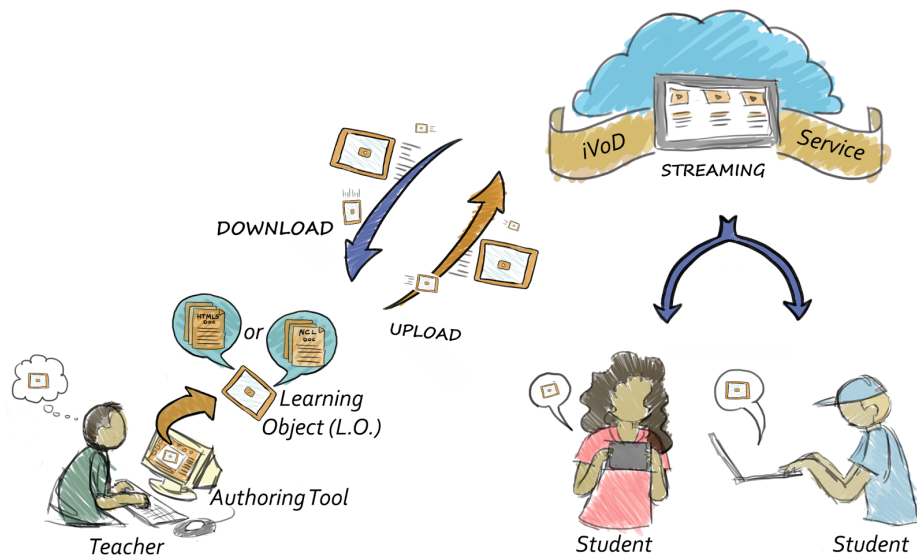 iVoD
Service
STREAMING
DOWNLOAD
UPLOAD
HTML5
DOC
or
NCL
DOC
Learning
Object (L.O.)
Authoring Tool
Teacher
Student
Student